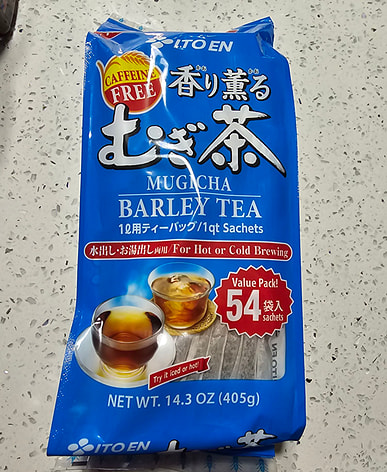 ITO EN
CAFFEINE
FREE
香り薫る
むぎ茶
MUGICHA
BARLEY TEA
1ℓ用ティーバッグ/1qt Sachets
水出し・お湯出し両用/For Hot or Cold Brewing
Value Pack!
54袋入
sachets
Try it iced or hot!
ITO EN
NET WT. 14.3 OZ (405g)
ITO EN